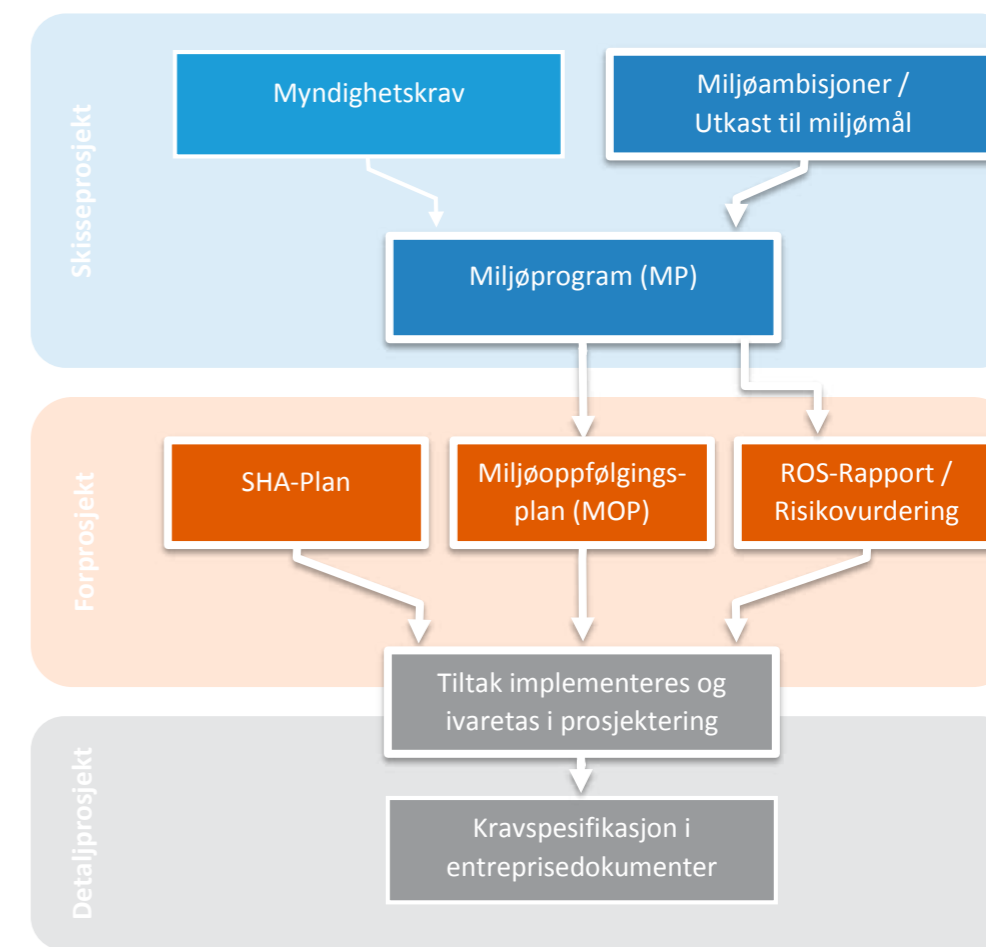 Skisseprosjekt
Myndighetskrav
Miljøambisjoner /
Utkast til miljømål
Miljøprogram (MP)
Forprosjekt
SHA-Plan
Miljøoppfølgings-
plan (MOP)
ROS-Rapport /
Risikovurdering
Tiltak implementeres og
ivaretas i prosjektering
Detaljprosjekt
Kravspesifikasjon i
entreprisedokumenter